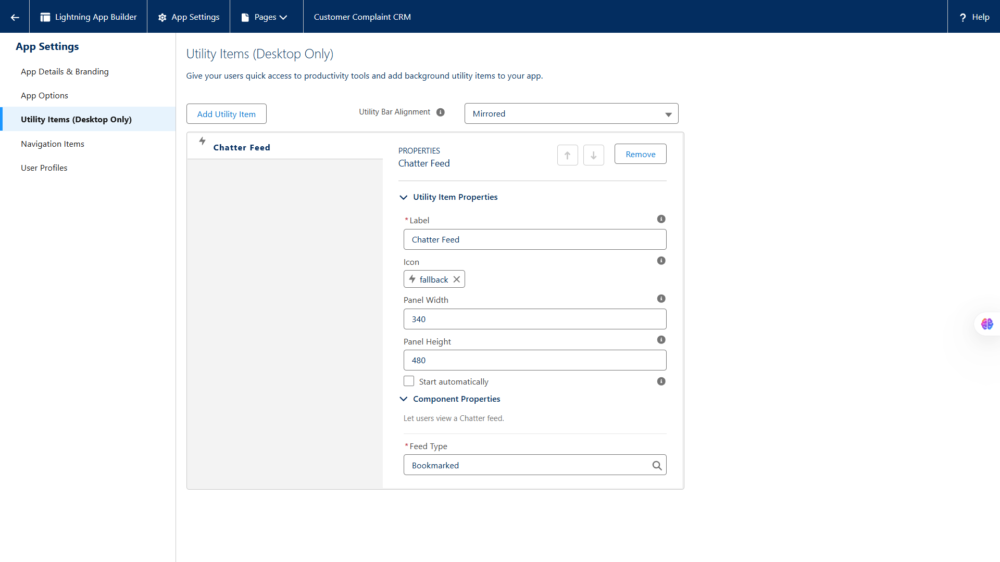 Lightning App Builder
App Settings
Pages
Customer Complaint CRM
? Help
App Settings
App Details & Branding
App Options
Utility Items (Desktop Only)
Navigation Items
User Profiles
Utility Items (Desktop Only)
Give your users quick access to productivity tools and add background utility items to your app.
Add Utility Item
Utility Bar Alignment
Mirrored
Chatter Feed
PROPERTIES
Chatter Feed
Remove
Utility Item Properties
*Label
Chatter Feed
Icon
fallback
Panel Width
340
Panel Height
480
Start automatically
Component Properties
Let users view a Chatter feed.
*Feed Type
Bookmarked